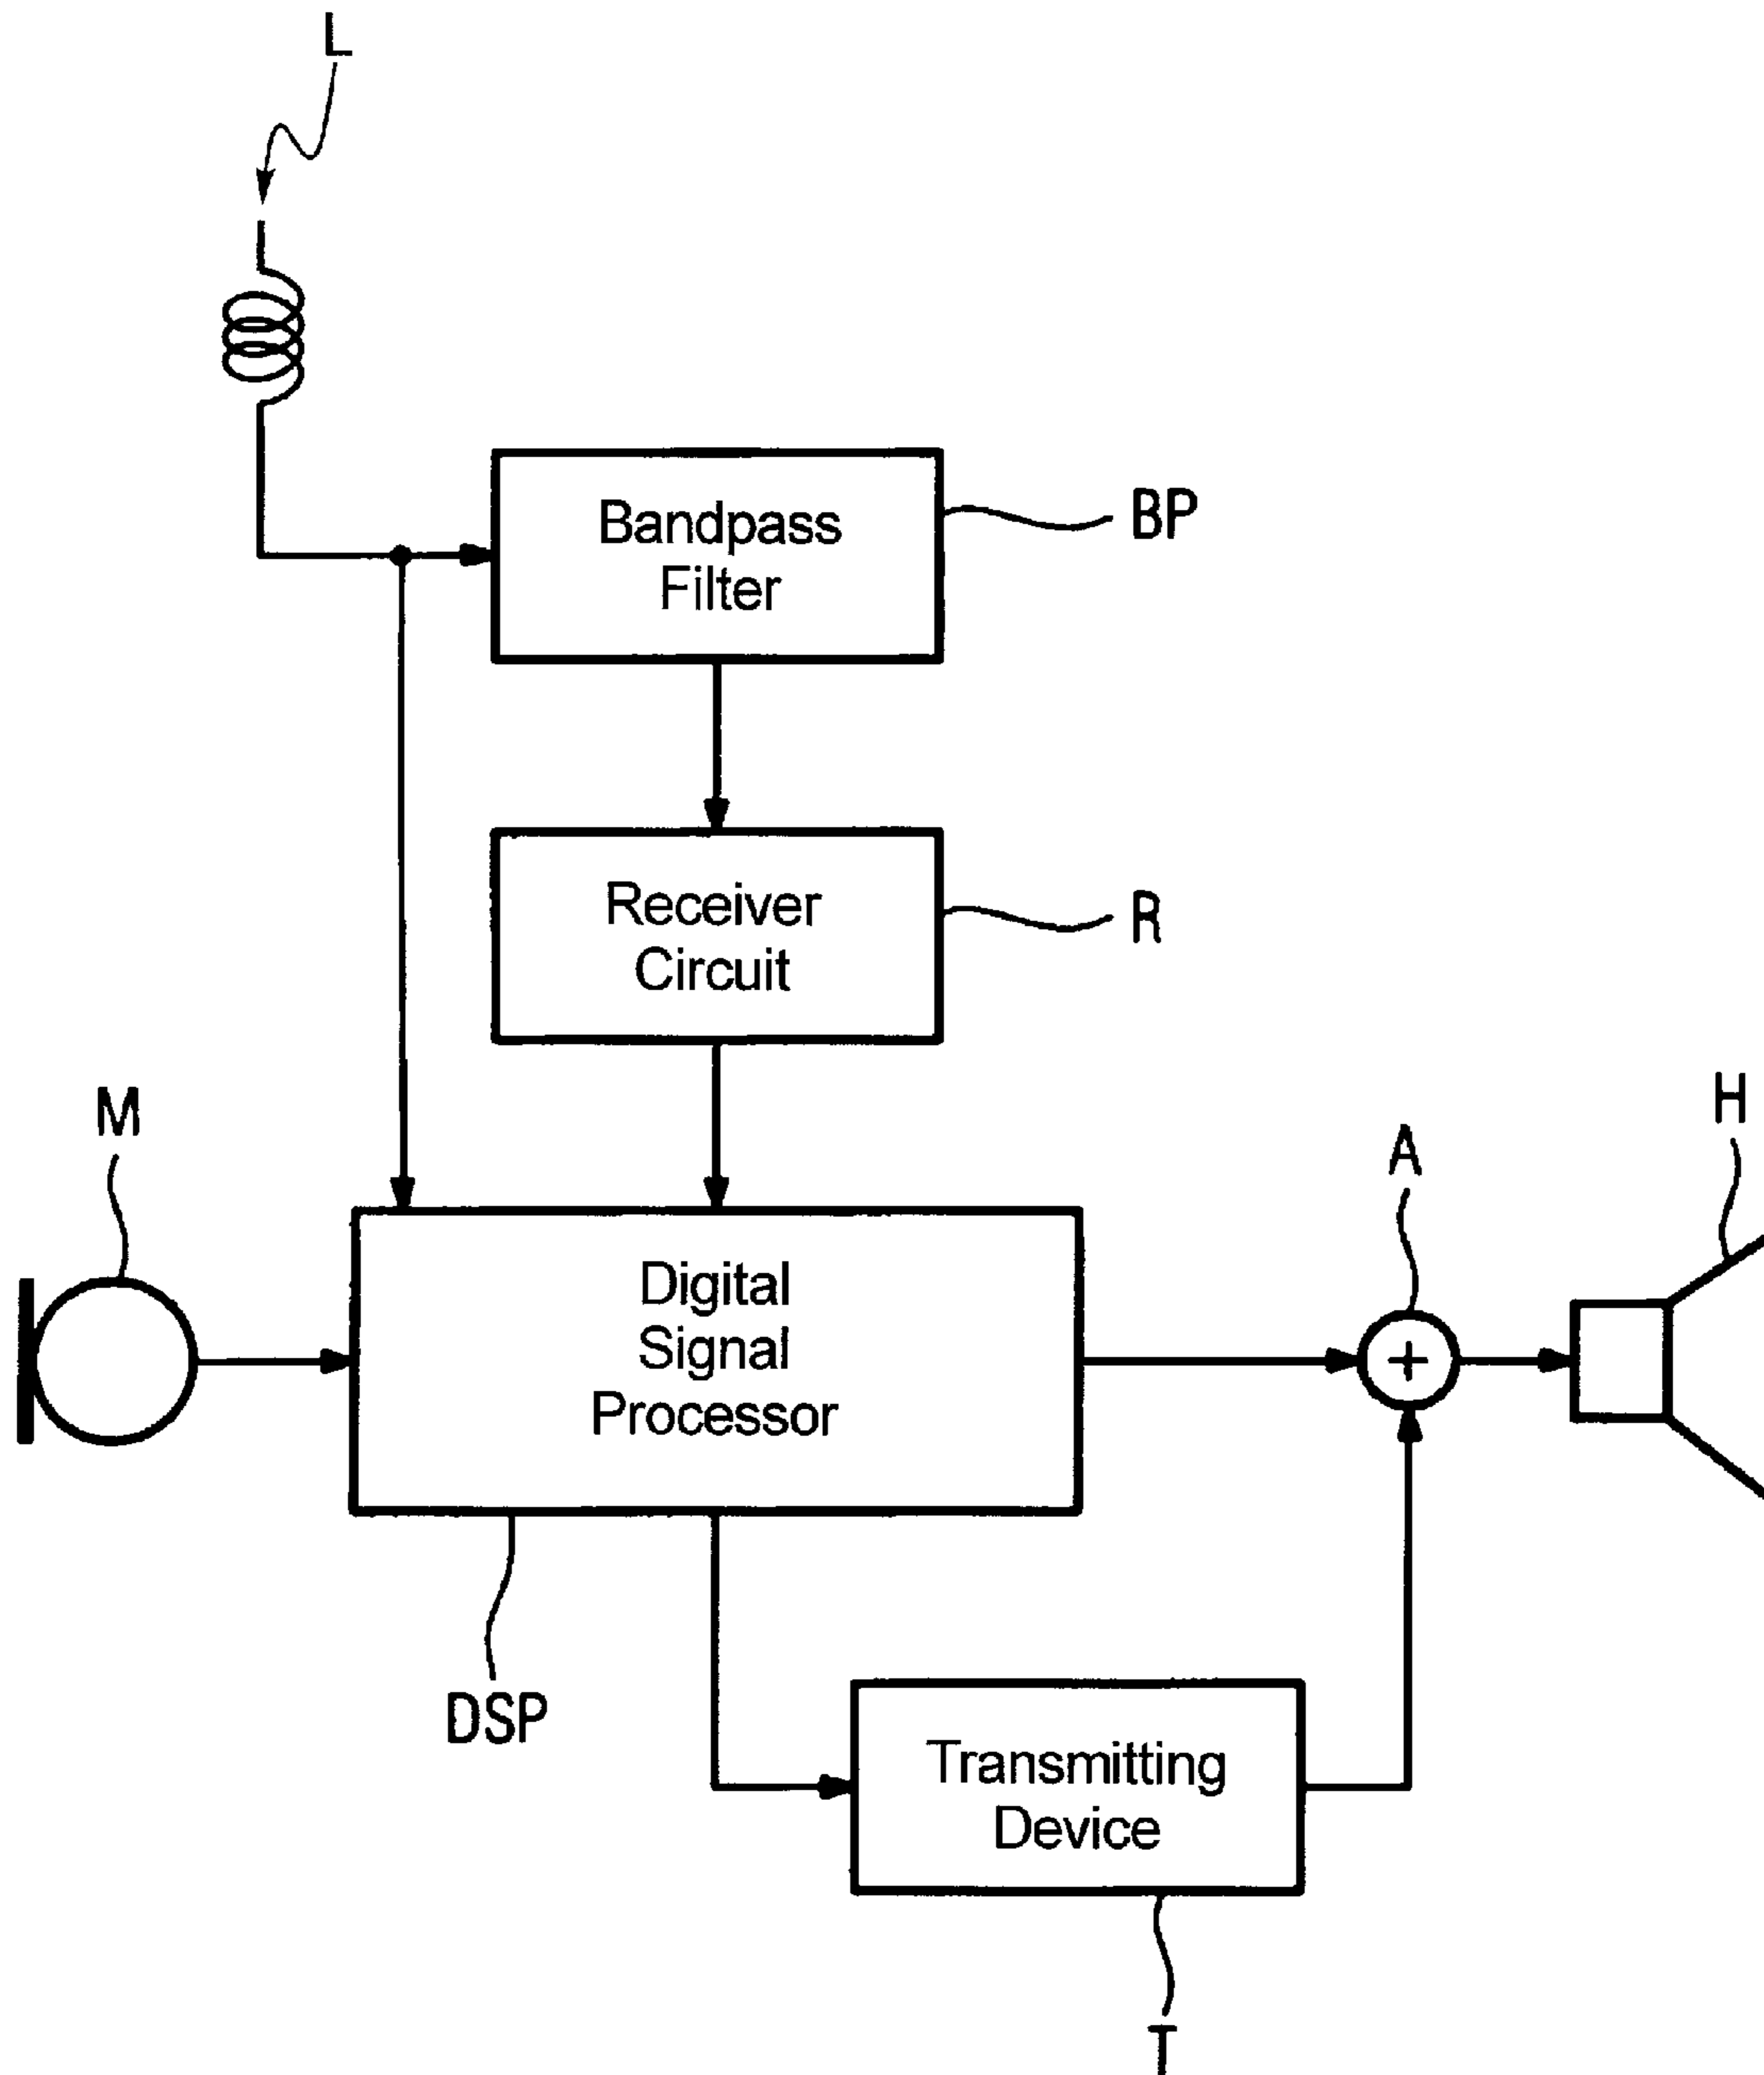 L
Bandpass
Filter
BP
Receiver
Circuit
R
M
H
A
Digital
Signal
Processor
+
DSP
Transmitting
Device
T